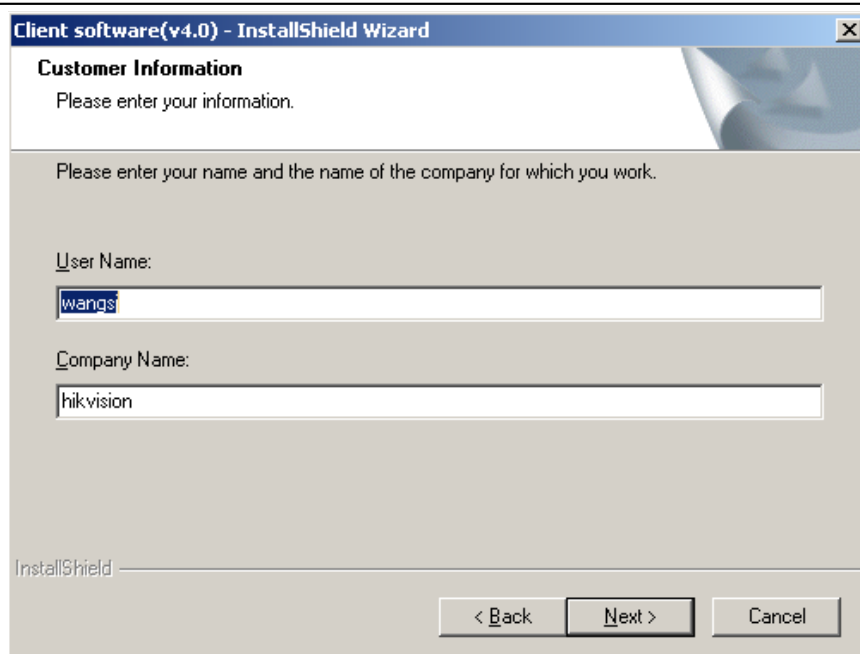 Client software(v4.0) - InstallShield Wizard
Customer Information
Please enter your information.
Please enter your name and the name of the company for which you work.
User Name:
wangsi
Company Name:
hikvision
InstallShield
< Back Next > Cancel